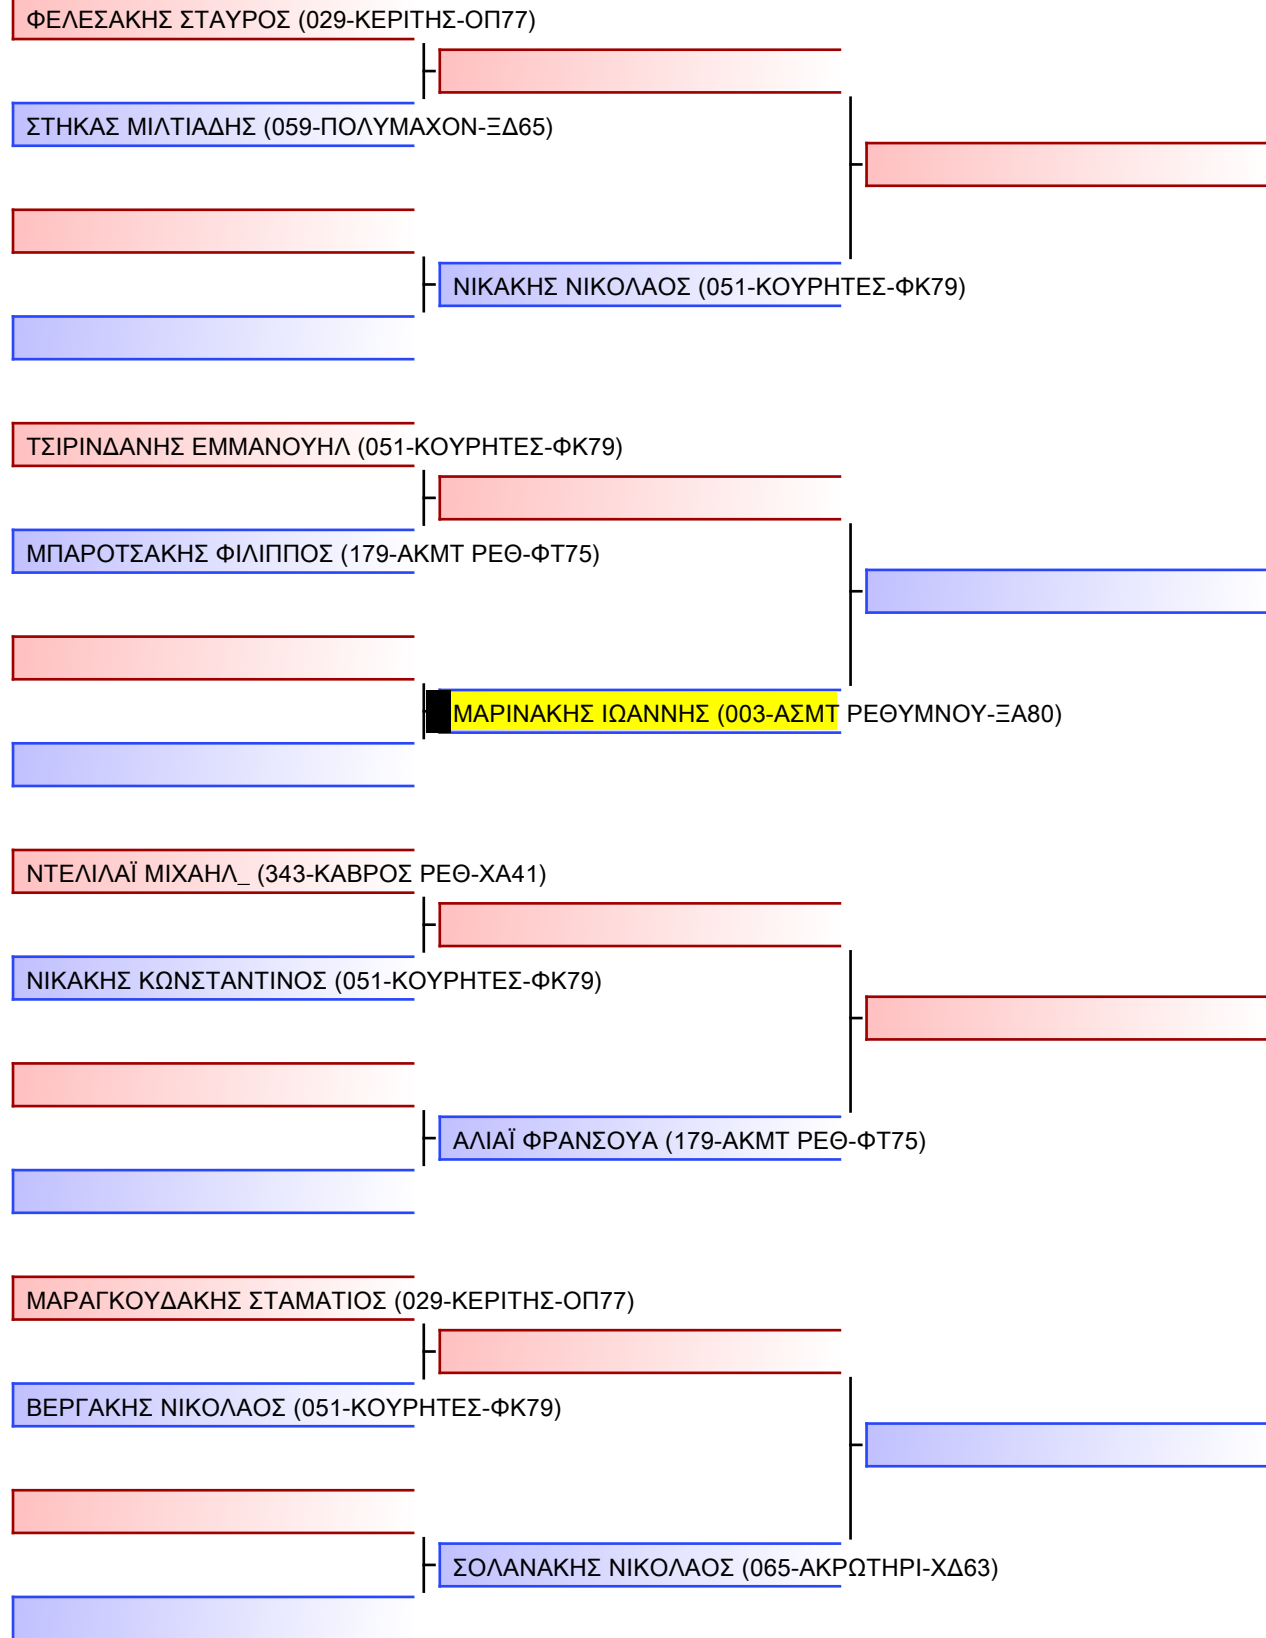 ΦΕΛΕΣΑΚΗΣ ΣΤΑΥΡΟΣ (029-ΚΕΡΙΤΗΣ-ΟΠ77)
ΣΤΗΚΑΣ ΜΙΛΤΙΑΔΗΣ (059-ΠΟΛΥΜΑΧΟΝ-ΞΔ65)
ΝΙΚΑΚΗΣ ΝΙΚΟΛΑΟΣ (051-ΚΟΥΡΗΤΕΣ-ΦΚ79)
ΤΣΙΡΙΝΔΑΝΗΣ ΕΜΜΑΝΟΥΗΛ (051-ΚΟΥΡΗΤΕΣ-ΦΚ79)
ΜΠΑΡΟΤΣΑΚΗΣ ΦΙΛΙΠΠΟΣ (179-ΑΚΜΤ ΡΕΘ-ΦΤ75)
ΜΑΡΙΝΑΚΗΣ ΙΩΑΝΝΗΣ (003-ΑΣΜΤ ΡΕΘΥΜΝΟΥ-ΞΑ80)
ΝΤΕΛΙΛΑΪ ΜΙΧΑΗΛ_ (343-ΚΑΒΡΟΣ ΡΕΘ-ΧΑ41)
ΝΙΚΑΚΗΣ ΚΩΝΣΤΑΝΤΙΝΟΣ (051-ΚΟΥΡΗΤΕΣ-ΦΚ79)
ΑΛΙΑΪ ΦΡΑΝΣΟΥΑ (179-ΑΚΜΤ ΡΕΘ-ΦΤ75)
ΜΑΡΑΓΚΟΥΔΑΚΗΣ ΣΤΑΜΑΤΙΟΣ (029-ΚΕΡΙΤΗΣ-ΟΠ77)
ΒΕΡΓΑΚΗΣ ΝΙΚΟΛΑΟΣ (051-ΚΟΥΡΗΤΕΣ-ΦΚ79)
ΣΟΛΑΝΑΚΗΣ ΝΙΚΟΛΑΟΣ (065-ΑΚΡΩΤΗΡΙ-ΧΔ63)